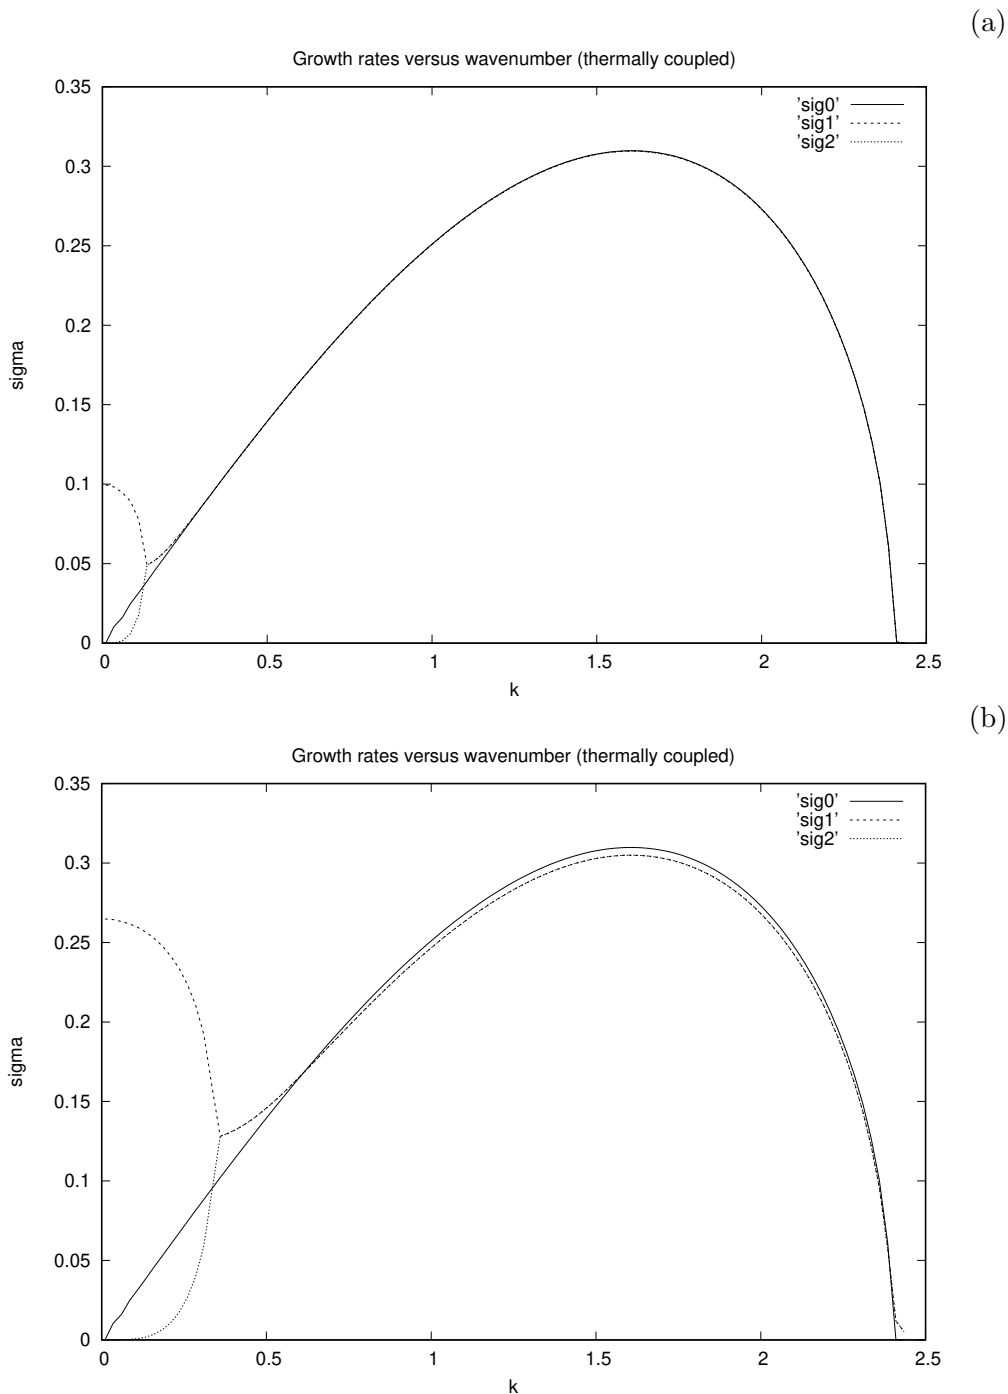 (a)
Growth rates versus wavenumber (thermally coupled)
0.35
0.3
0.25
0.2
0.15
0.1
0.05
0
sigma
'sig0'
'sig1'
'sig2'
0 0.5 1 1.5 2 2.5
k
(b)
Growth rates versus wavenumber (thermally coupled)
0.35
0.3
0.25
0.2
0.15
0.1
0.05
0
sigma
'sig0'
'sig1'
'sig2'
0 0.5 1 1.5 2 2.5
k